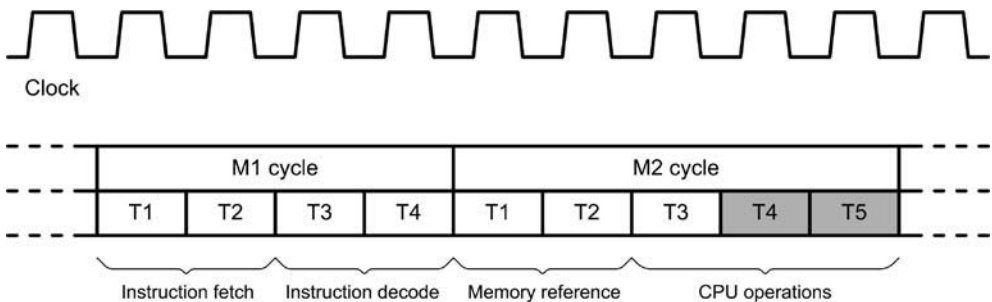 Clock
M1 cycle M2 cycle
T1 T2 T3 T4 T1 T2 T3 T4 T5
Instruction fetch Instruction decode Memory reference CPU operations